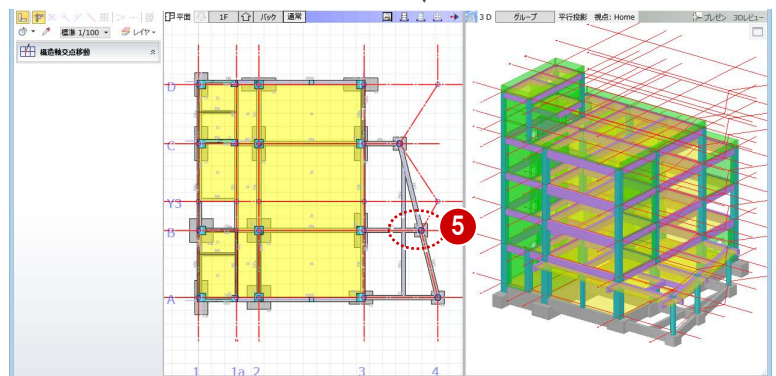 平面 1F バック 通常
3D グループ 平行投影 視点: Home プレゼン 3Dレビュー
標準 1/100 レイヤ
構造軸交点移動
D
C
Y3
B
A
5
1 1a 2 3 4